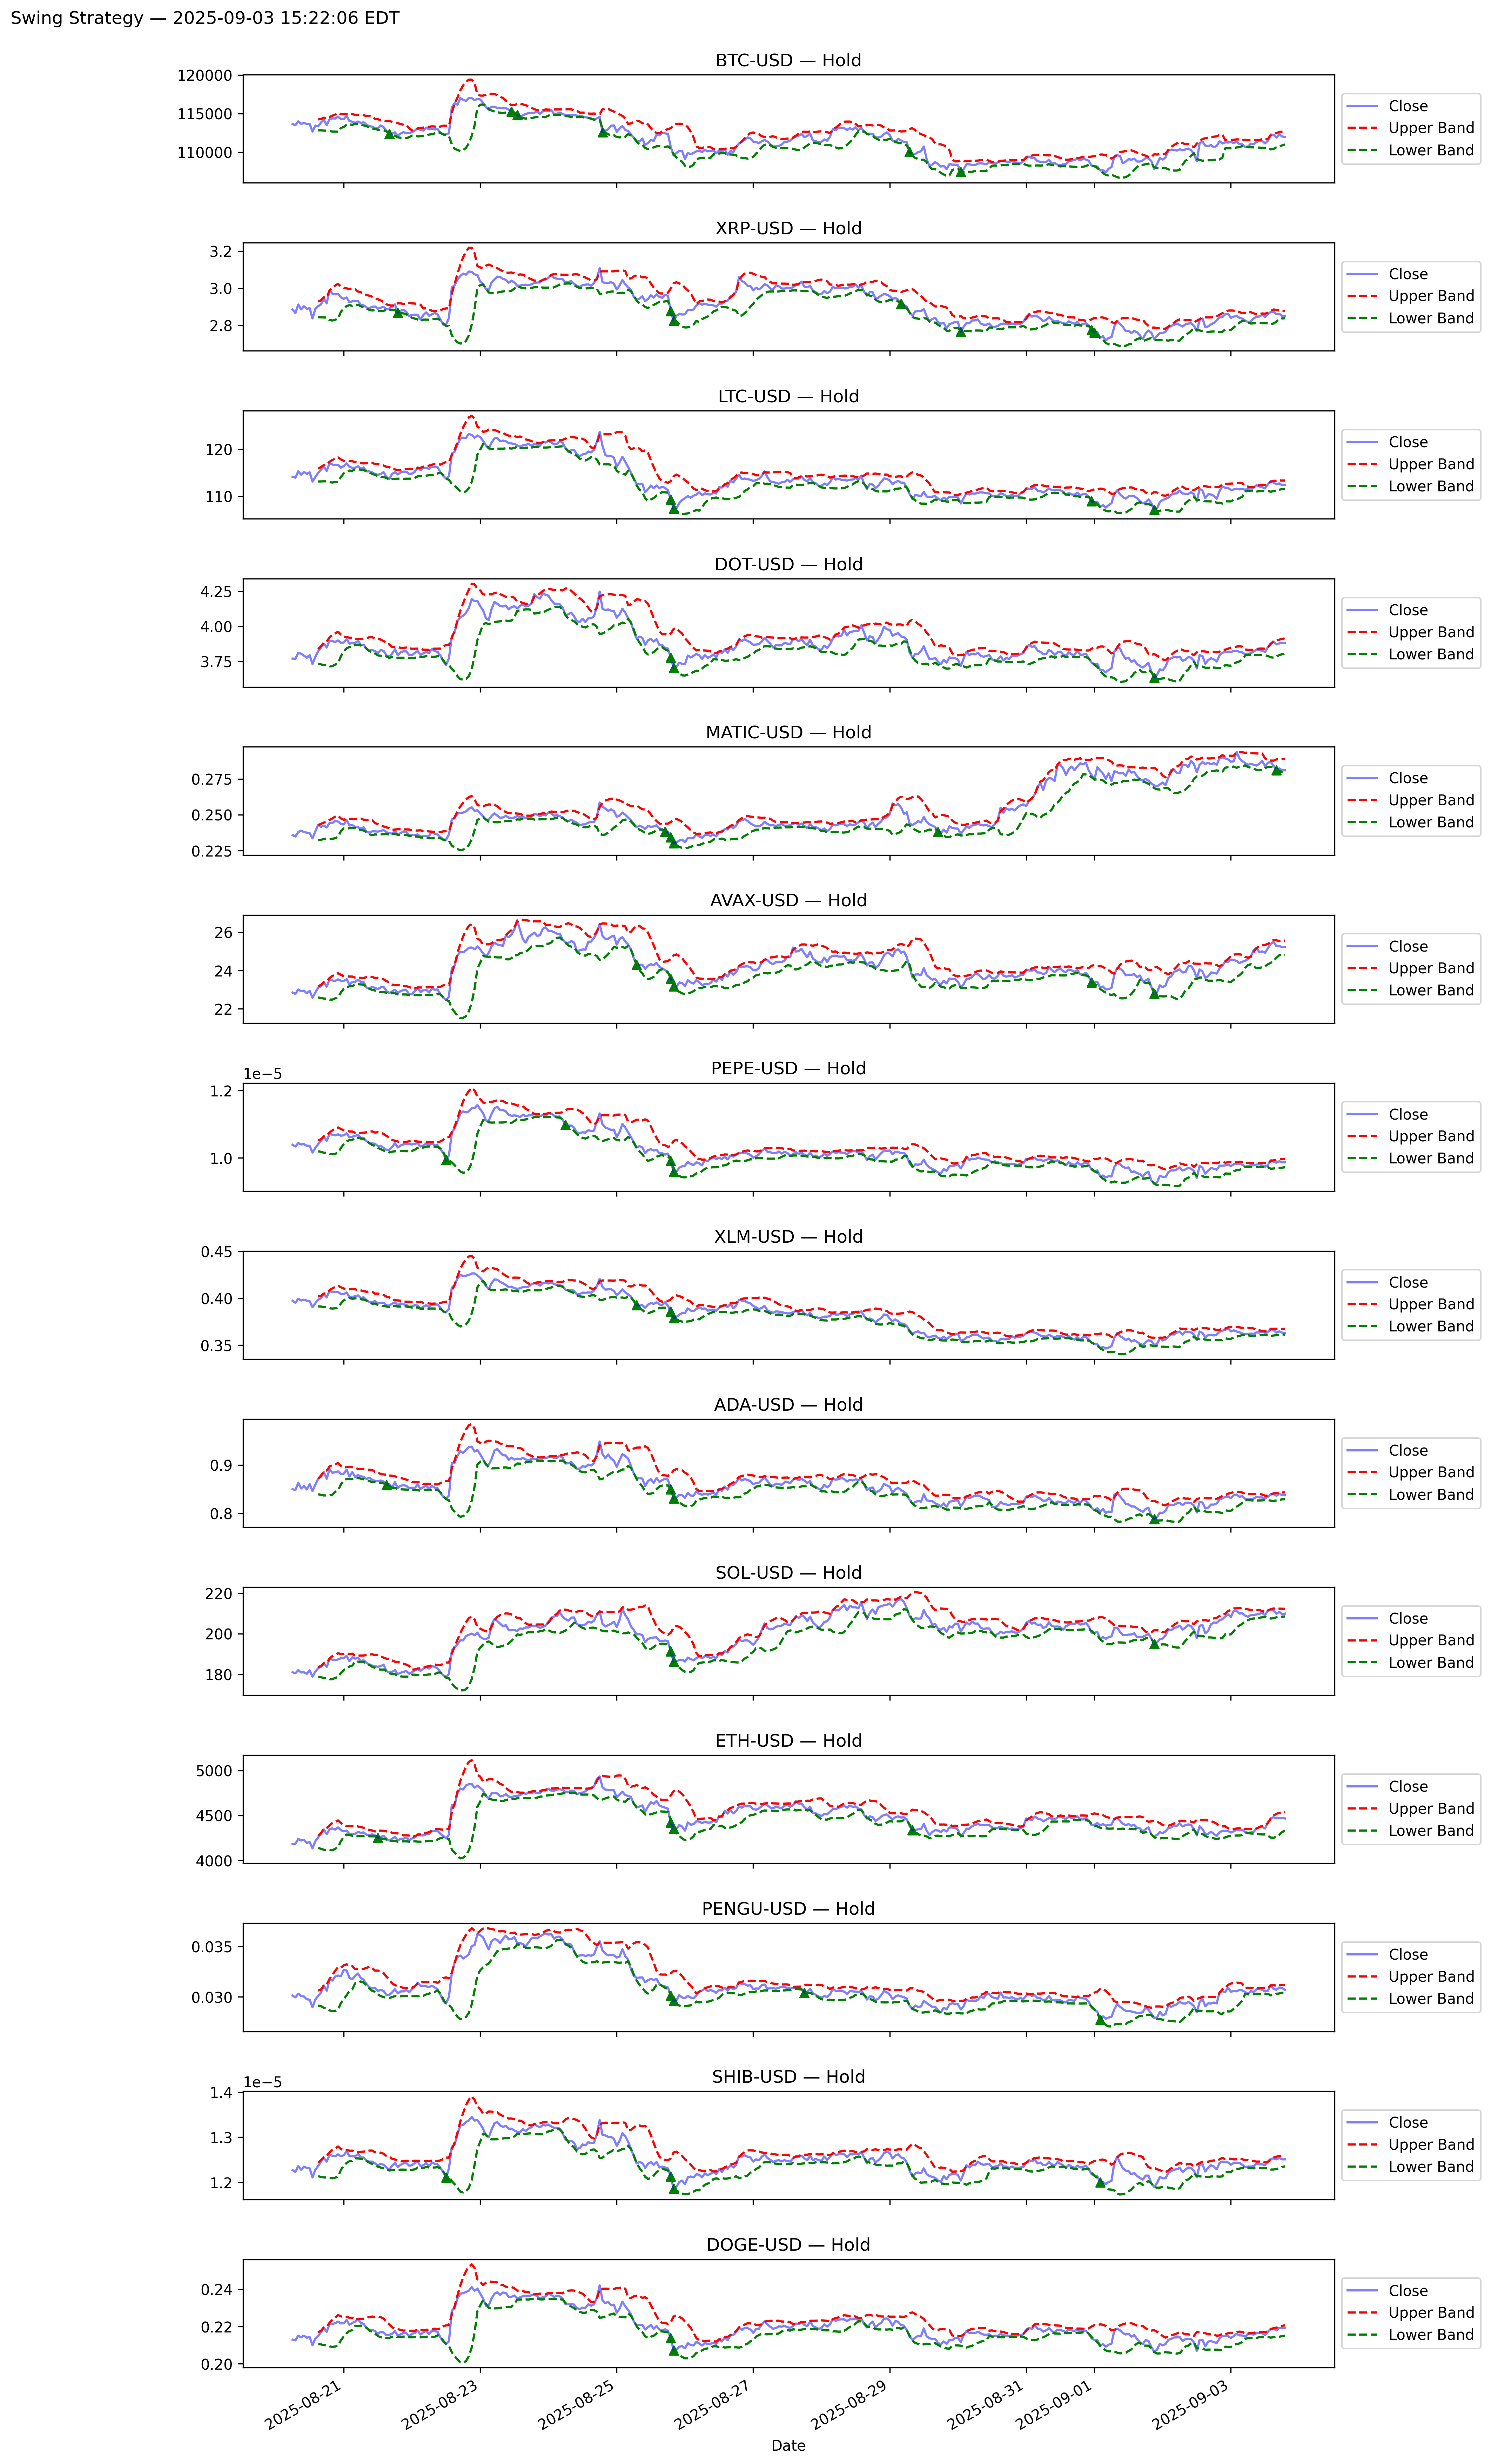 Swing Strategy — 2025-09-03 15:22:06 EDT
BTC-USD — Hold
120000
115000
110000
Close
Upper Band
Lower Band
XRP-USD — Hold
3.2
3.0
2.8
Close
Upper Band
Lower Band
LTC-USD — Hold
120
110
Close
Upper Band
Lower Band
DOT-USD — Hold
4.25
4.00
3.75
Close
Upper Band
Lower Band
MATIC-USD — Hold
0.275
0.250
0.225
Close
Upper Band
Lower Band
AVAX-USD — Hold
26
24
22
Close
Upper Band
Lower Band
PEPE-USD — Hold
1e−5
1.2
1.0
Close
Upper Band
Lower Band
XLM-USD — Hold
0.45
0.40
0.35
Close
Upper Band
Lower Band
ADA-USD — Hold
0.9
0.8
Close
Upper Band
Lower Band
SOL-USD — Hold
220
200
180
Close
Upper Band
Lower Band
ETH-USD — Hold
5000
4500
4000
Close
Upper Band
Lower Band
PENGU-USD — Hold
0.035
0.030
Close
Upper Band
Lower Band
SHIB-USD — Hold
1e−5
1.4
1.3
1.2
Close
Upper Band
Lower Band
DOGE-USD — Hold
0.24
0.22
0.20
Close
Upper Band
Lower Band
2025-08-21
2025-08-23
2025-08-25
2025-08-27
2025-08-29
2025-08-31
2025-09-01
2025-09-03
Date